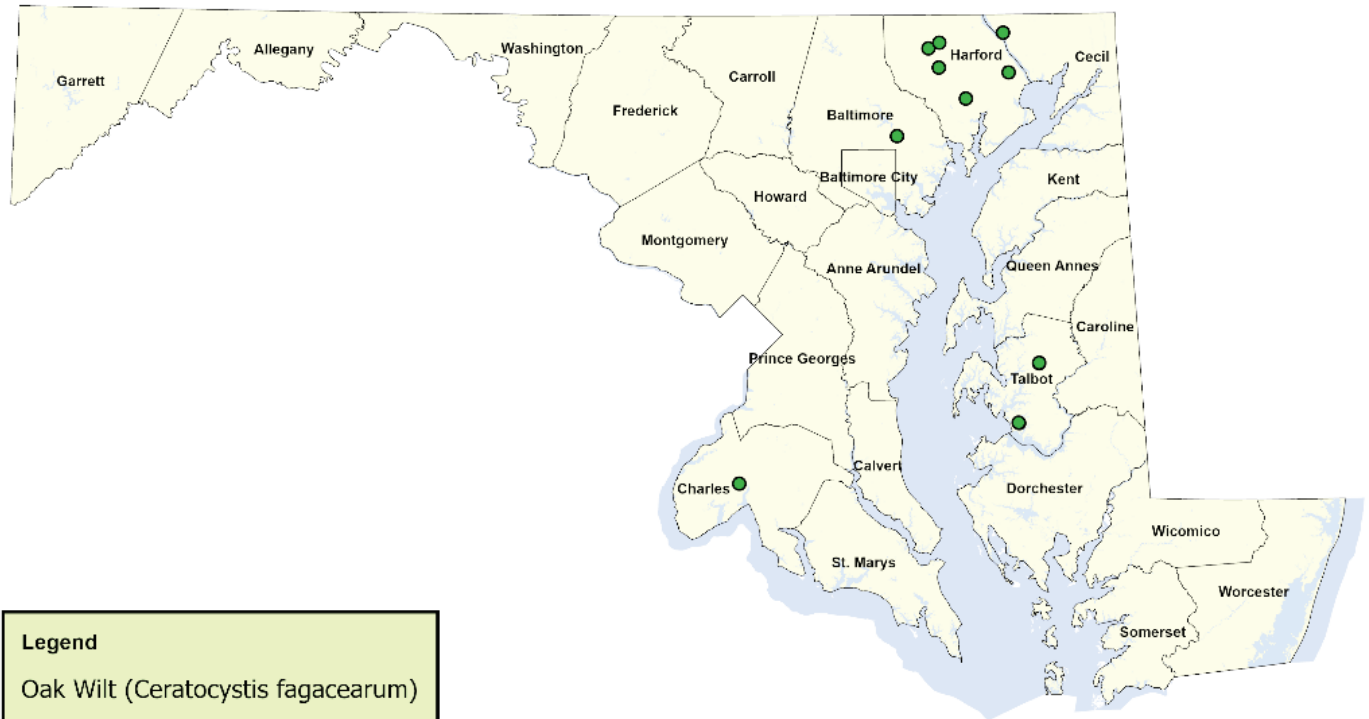 Garrett
Allegany
Washington
Frederick
Carroll
Baltimore
Harford
Cecil
Baltimore City
Howard
Kent
Montgomery
Anne Arundel
Queen Annes
Caroline
Prince Georges
Talbot
Charles
Calvert
Dorchester
Wicomico
St. Marys
Worcester
Somerset
Legend
Oak Wilt (Ceratocystis fagacearum)